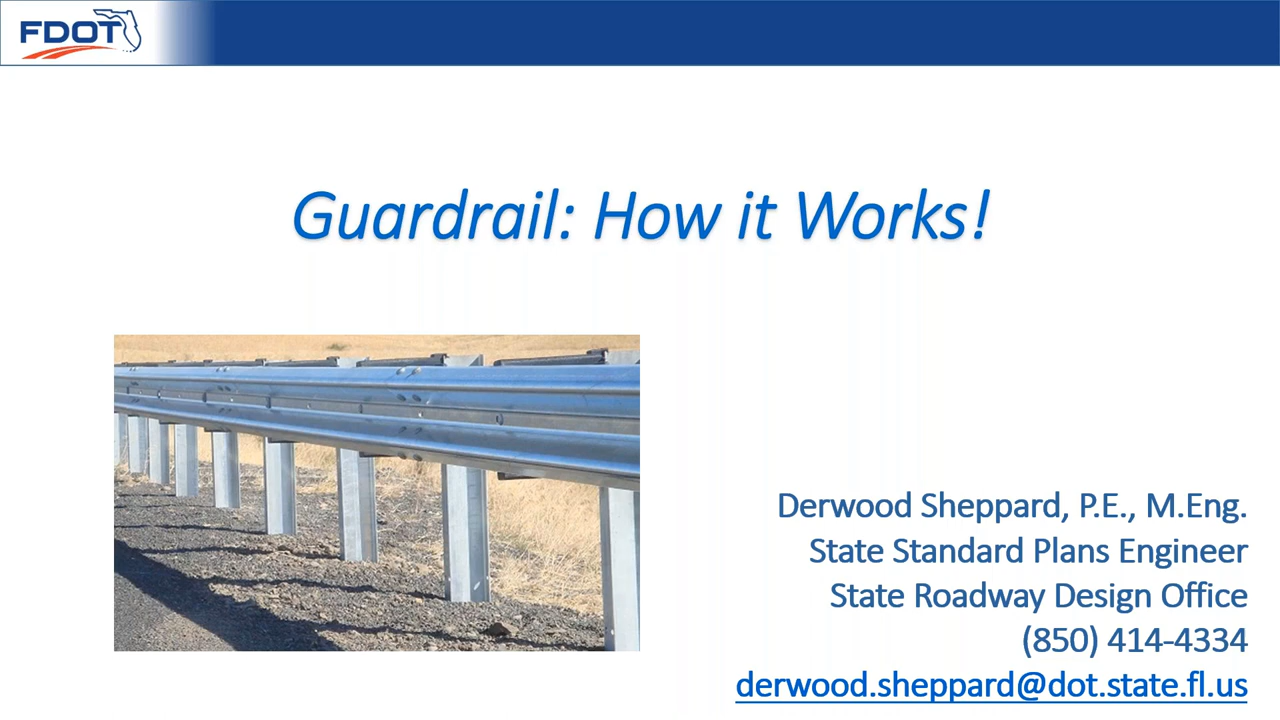 FDOT
Guardrail: How it Works!
Derwood Sheppard, P.E., M.Eng.
State Standard Plans Engineer
State Roadway Design Office
(850) 414-4334
derwood.sheppard@dot.state.fl.us